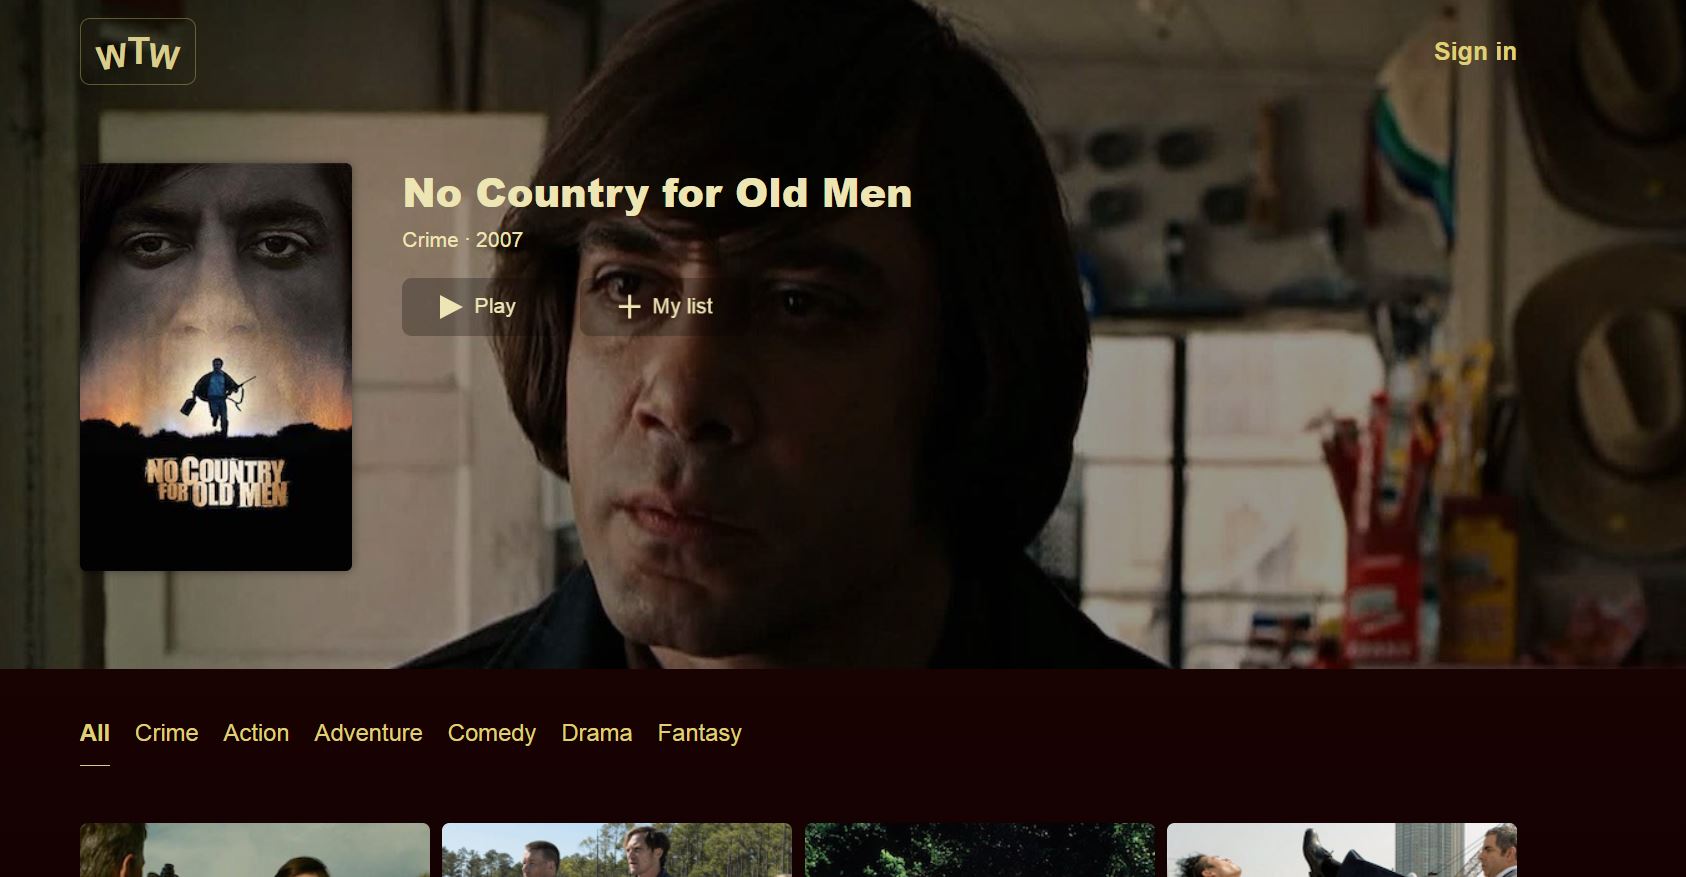 WTW
Sign in
No Country for Old Men
Crime · 2007
Play
My list
NO COUNTRY
FOR OLD MEN
All Crime Action Adventure Comedy Drama Fantasy